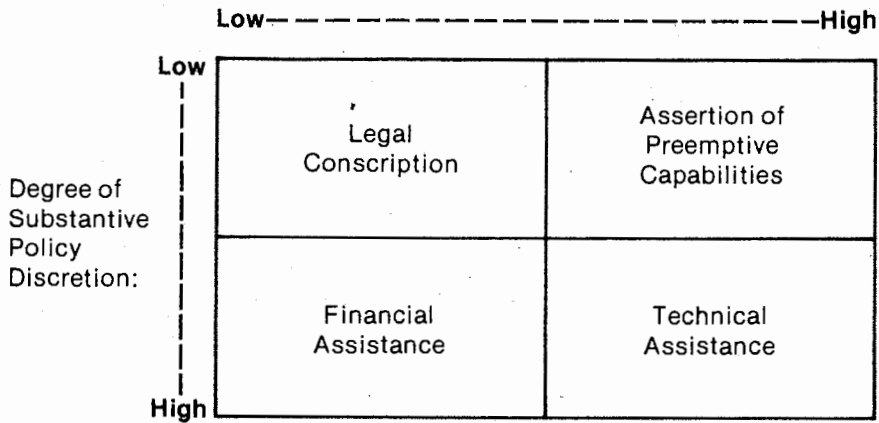 Low High
Low
Legal
Conscription
Assertion of
Preemptive
Capabilities
Degree of
Substantive
Policy
Discretion:
Financial
Assistance
Technical
Assistance
High